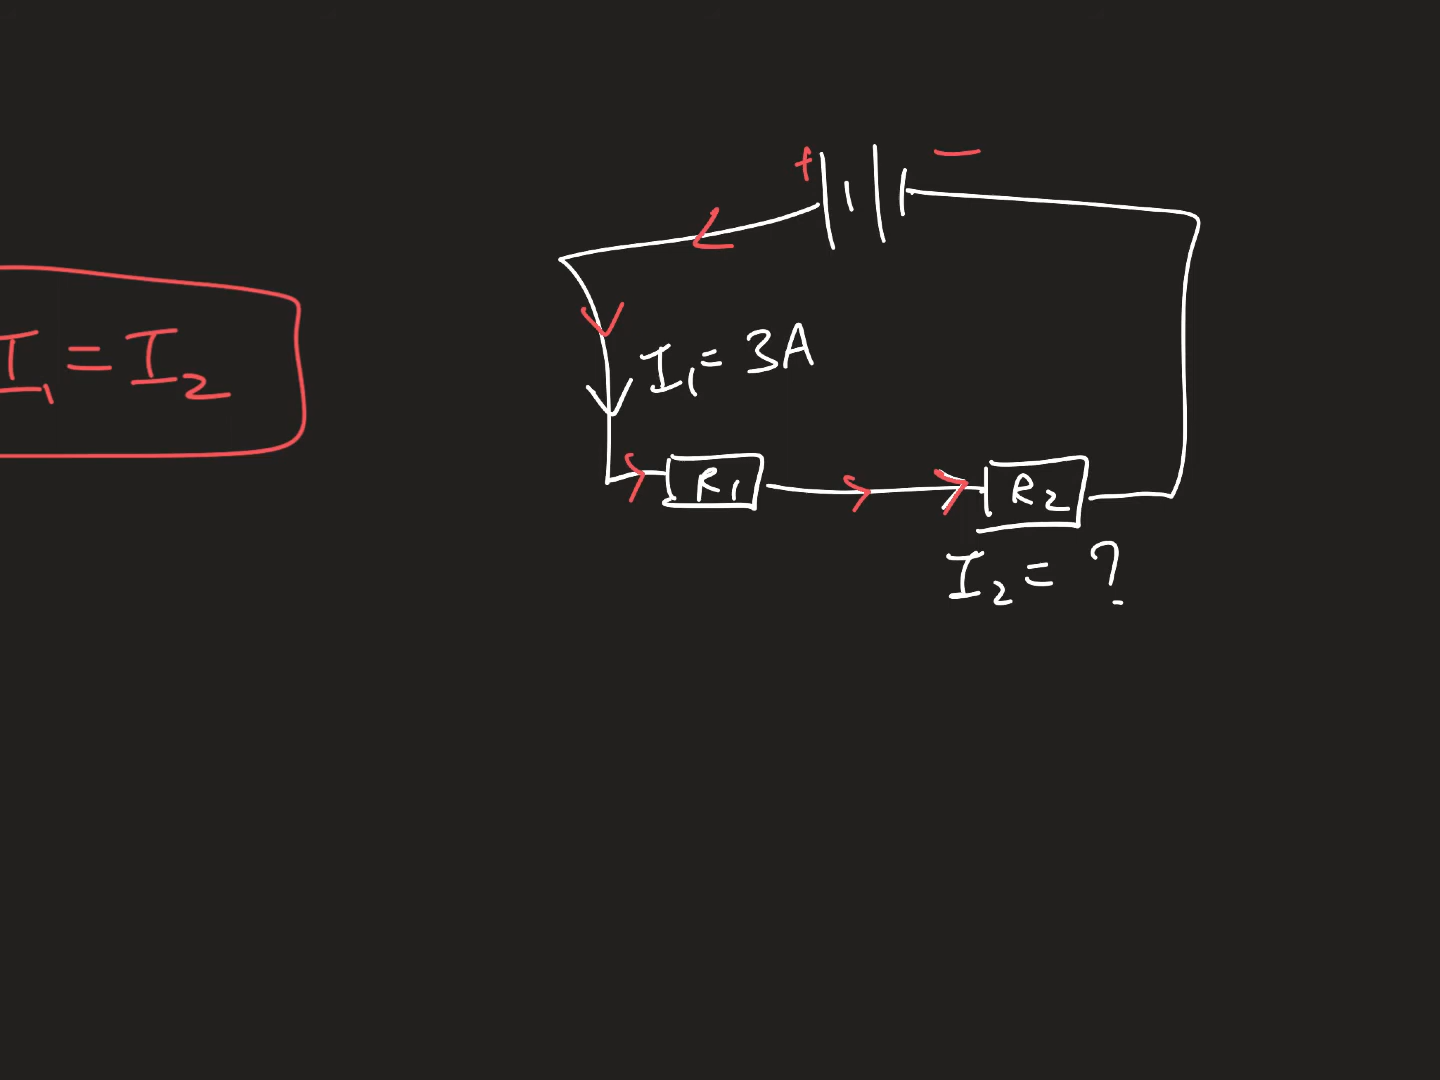 + −
I₁ = I₂
I₁ = 3A
R₁ R₂
I₂ = ?